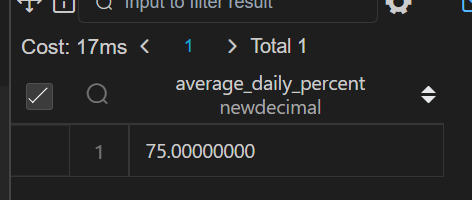 Input to filter result
Cost: 17ms < 1 > Total 1
average_daily_percent
newdecimal
1 75.00000000